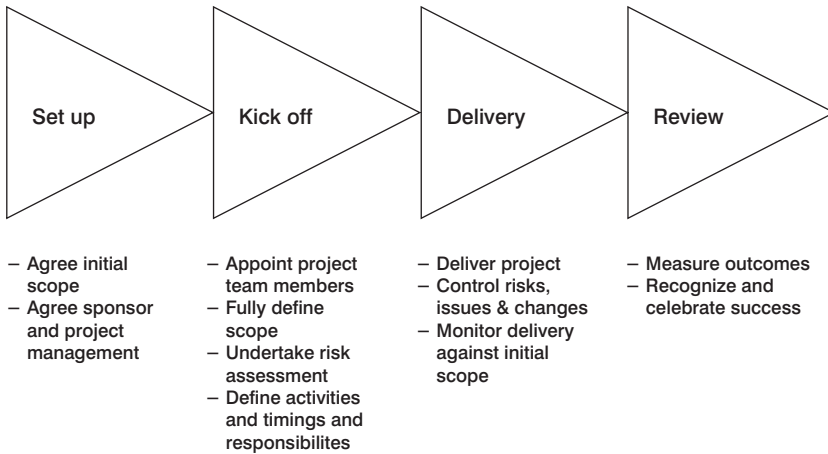 Set up
Kick off
Delivery
Review
– Agree initial
scope
– Agree sponsor
and project
management
– Appoint project
team members
– Fully define
scope
– Undertake risk
assessment
– Define activities
and timings and
responsibilites
– Deliver project
– Control risks,
issues & changes
– Monitor delivery
against initial
scope
– Measure outcomes
– Recognize and
celebrate success